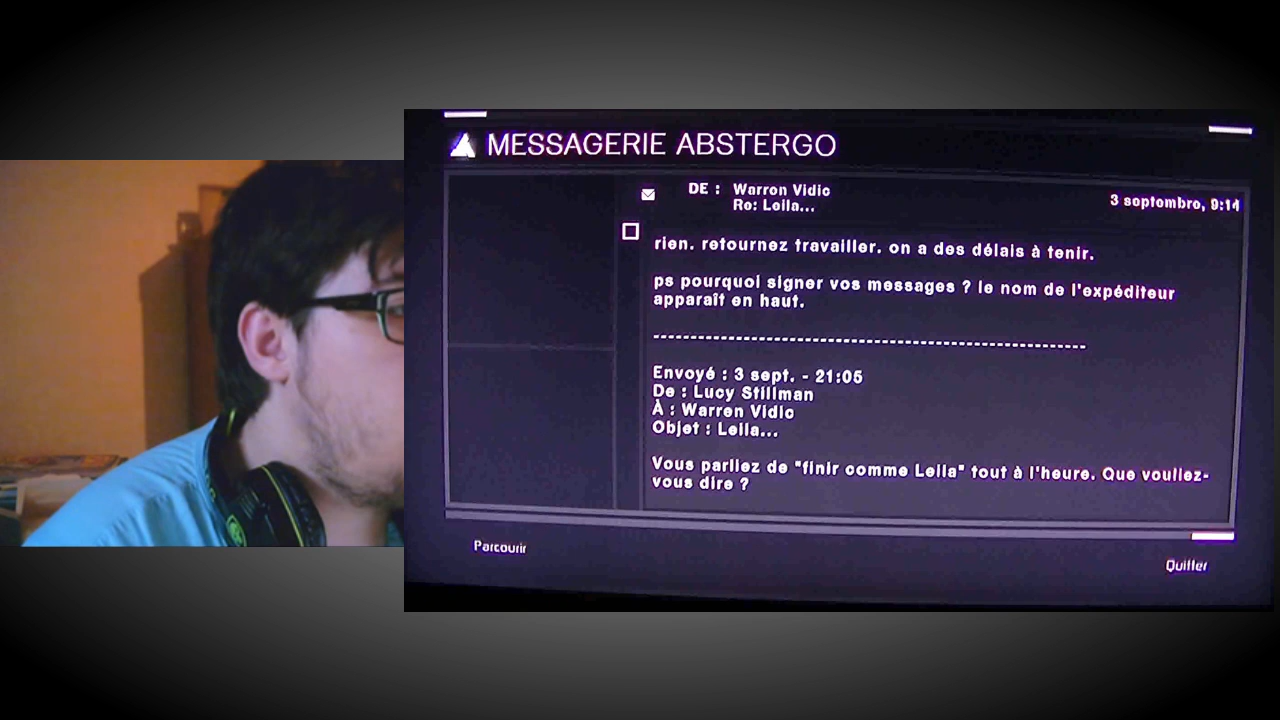 MESSAGERIE ABSTERGO
DE : Warren Vidic
Re: Leila...
3 septembre, 9:14
rien. retournez travailler. on a des délais à tenir.
ps pourquoi signer vos messages ? le nom de l'expéditeur
apparaît en haut.
----------------------------------------------------------
Envoyé : 3 sept. - 21:05
De : Lucy Stillman
À : Warren Vidic
Objet : Leila...
Vous parliez de "finir comme Leila" tout à l'heure. Que vouliez-
vous dire ?
Parcourir
Quitter